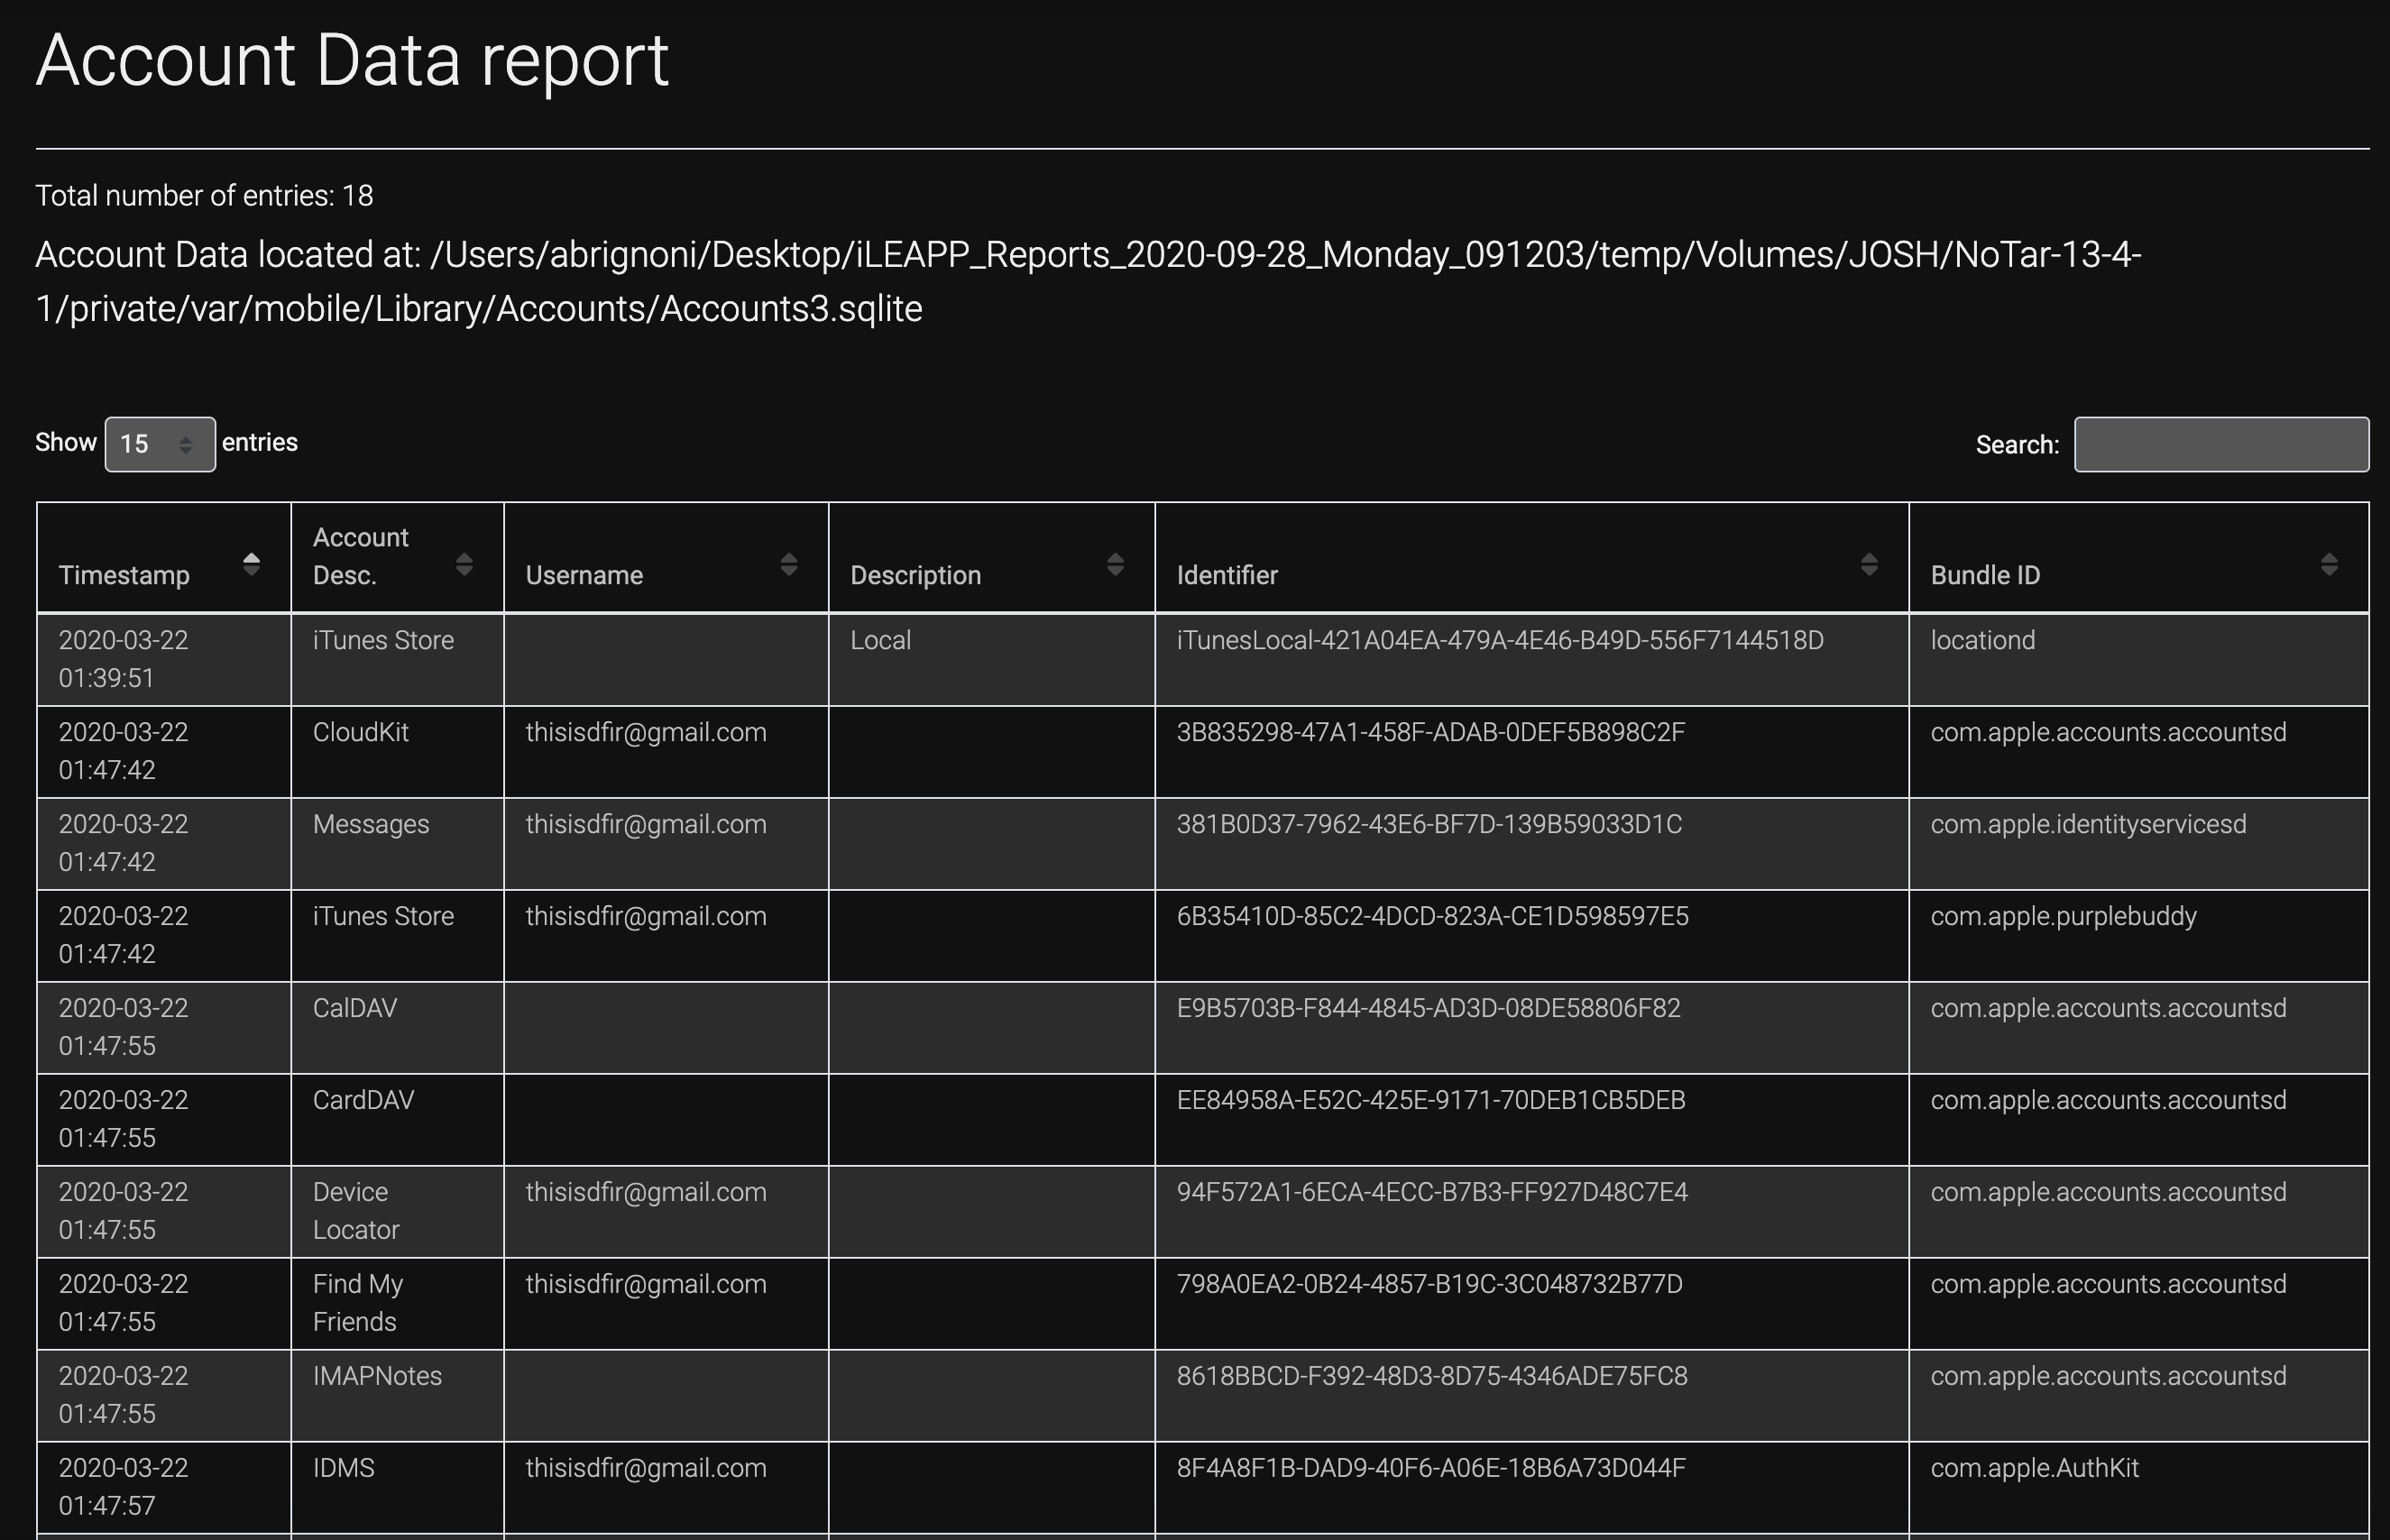 Account Data report
Total number of entries: 18
Account Data located at: /Users/abrignoni/Desktop/iLEAPP_Reports_2020-09-28_Monday_091203/temp/Volumes/JOSH/NoTar-13-4-
1/private/var/mobile/Library/Accounts/Accounts3.sqlite
Show 15 entries Search:
Timestamp Account Desc. Username Description Identifier Bundle ID
2020-03-22 01:39:51 iTunes Store Local iTunesLocal-421A04EA-479A-4E46-B49D-556F7144518D locationd
2020-03-22 01:47:42 CloudKit thisisdfir@gmail.com 3B835298-47A1-458F-ADAB-0DEF5B898C2F com.apple.accounts.accountsd
2020-03-22 01:47:42 Messages thisisdfir@gmail.com 381B0D37-7962-43E6-BF7D-139B59033D1C com.apple.identityservicesd
2020-03-22 01:47:42 iTunes Store thisisdfir@gmail.com 6B35410D-85C2-4DCD-823A-CE1D598597E5 com.apple.purplebuddy
2020-03-22 01:47:55 CalDAV E9B5703B-F844-4845-AD3D-08DE58806F82 com.apple.accounts.accountsd
2020-03-22 01:47:55 CardDAV EE84958A-E52C-425E-9171-70DEB1CB5DEB com.apple.accounts.accountsd
2020-03-22 01:47:55 Device Locator thisisdfir@gmail.com 94F572A1-6ECA-4ECC-B7B3-FF927D48C7E4 com.apple.accounts.accountsd
2020-03-22 01:47:55 Find My Friends thisisdfir@gmail.com 798A0EA2-0B24-4857-B19C-3C048732B77D com.apple.accounts.accountsd
2020-03-22 01:47:55 IMAPNotes 8618BBCD-F392-48D3-8D75-4346ADE75FC8 com.apple.accounts.accountsd
2020-03-22 01:47:57 IDMS thisisdfir@gmail.com 8F4A8F1B-DAD9-40F6-A06E-18B6A73D044F com.apple.AuthKit